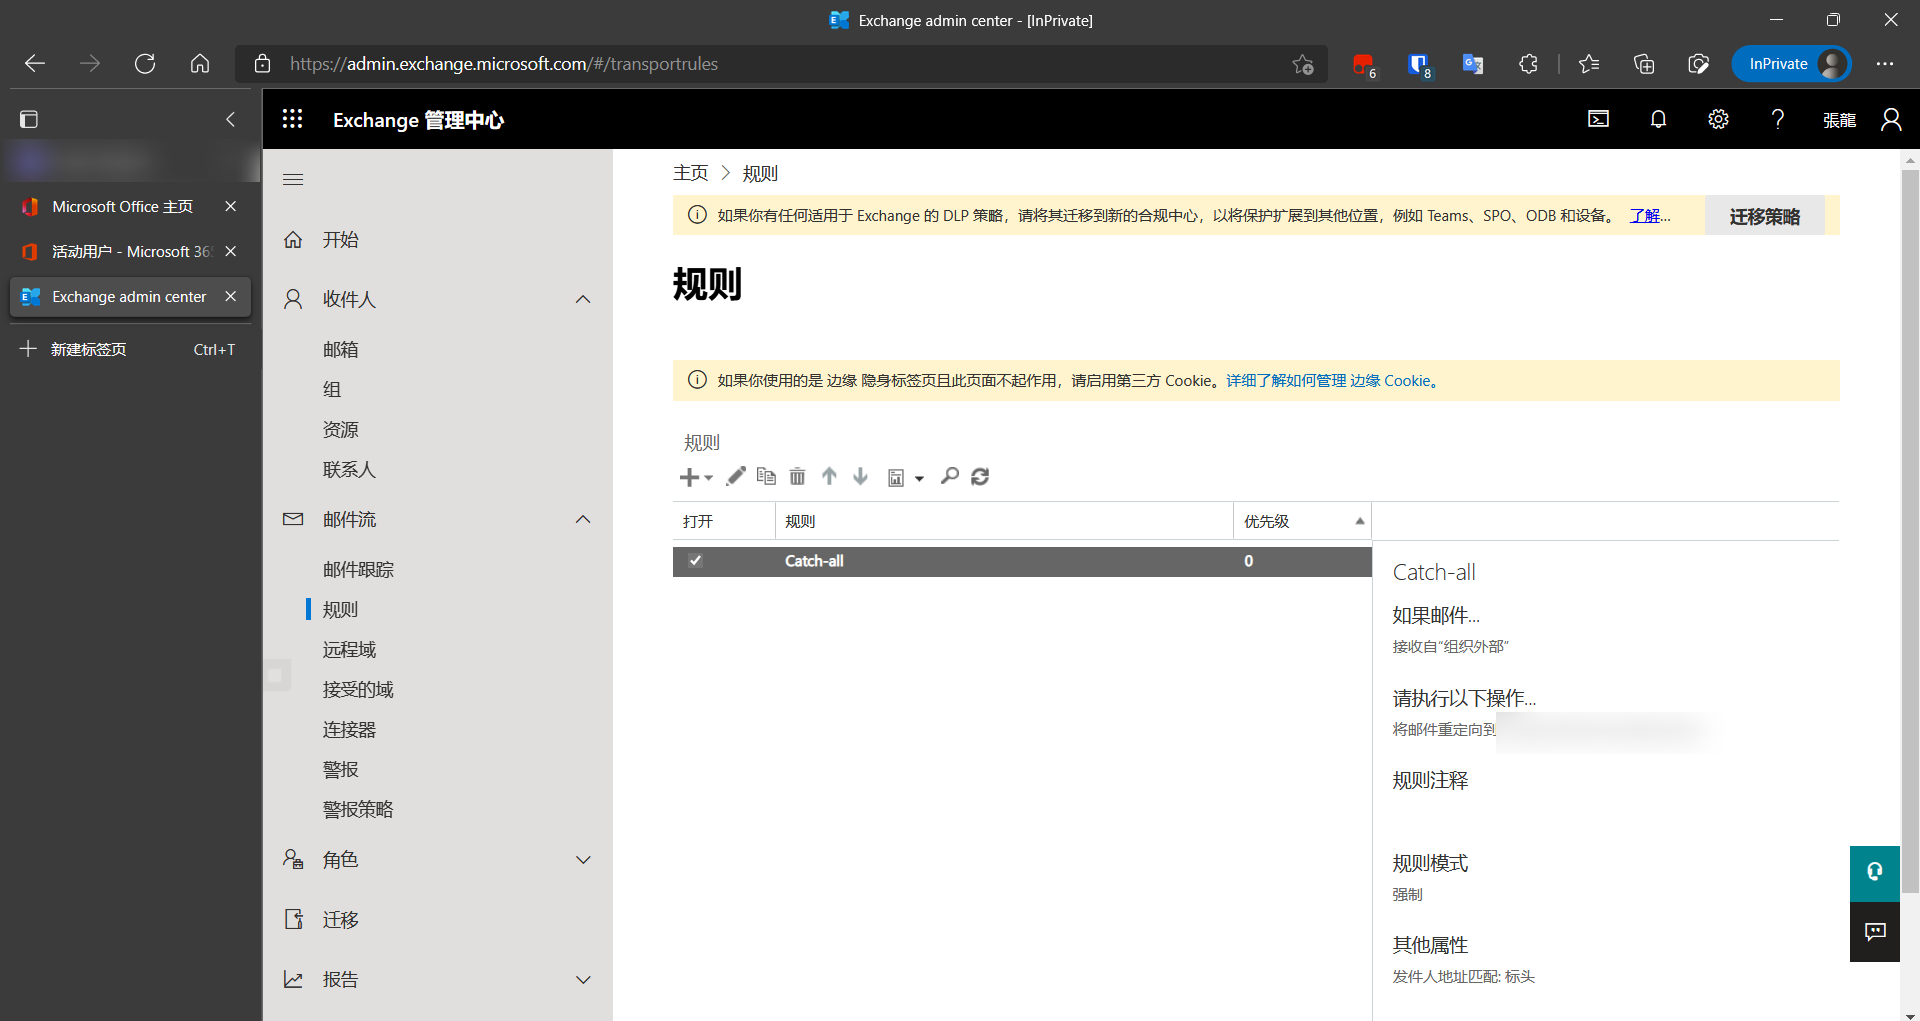 Exchange admin center - [InPrivate]
https://admin.exchange.microsoft.com/#/transportrules
6
8
InPrivate
Exchange 管理中心
張龍
Microsoft Office 主页
活动用户 - Microsoft 365
Exchange admin center
新建标签页 Ctrl+T
开始
收件人
邮箱
组
资源
联系人
邮件流
邮件跟踪
规则
远程域
接受的域
连接器
警报
警报策略
角色
迁移
报告
主页 > 规则
如果你有任何适用于 Exchange 的 DLP 策略，请将其迁移到新的合规中心，以将保护扩展到其他位置，例如 Teams、SPO、ODB 和设备。 了解...
迁移策略
规则
如果你使用的是 边缘 隐身标签页且此页面不起作用，请启用第三方 Cookie。详细了解如何管理 边缘 Cookie。
规则
打开 规则 优先级
Catch-all 0
Catch-all
如果邮件...
接收自“组织外部”
请执行以下操作...
将邮件重定向到
规则注释
规则模式
强制
其他属性
发件人地址匹配: 标头